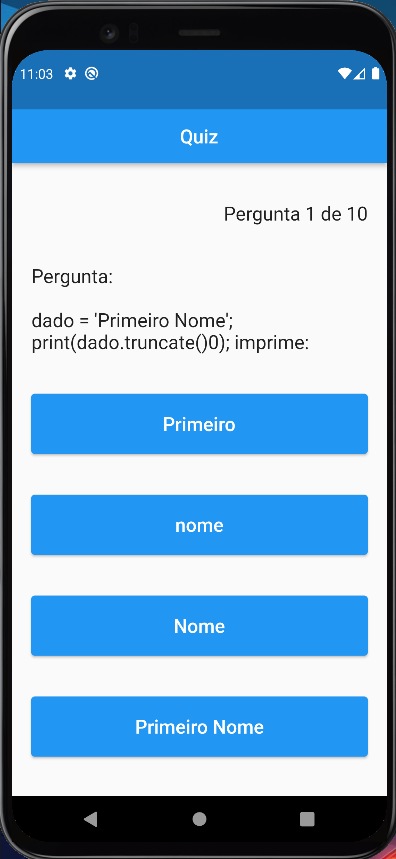 11:03
Quiz
Pergunta 1 de 10
Pergunta:
dado = 'Primeiro Nome';
print(dado.truncate()0); imprime:
Primeiro
nome
Nome
Primeiro Nome